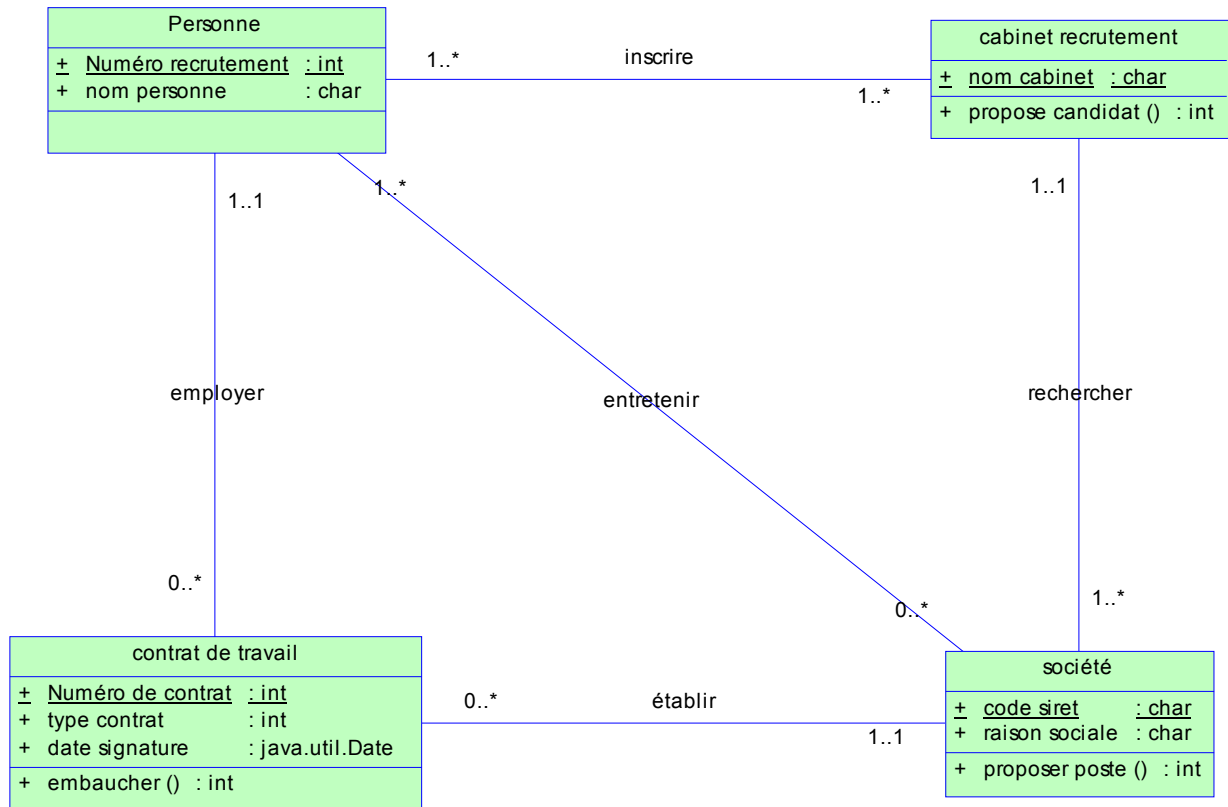 Personne
+ Numéro recrutement : int
+ nom personne : char
1..*
inscrire
1..*
cabinet recrutement
+ nom cabinet : char
+ propose candidat () : int
1..1
1..*
1..1
employer
entretenir
rechercher
0..*
0..*
1..*
contrat de travail
+ Numéro de contrat : int
+ type contrat : int
+ date signature : java.util.Date
+ embaucher () : int
0..*
établir
1..1
société
+ code siret : char
+ raison sociale : char
+ proposer poste () : int